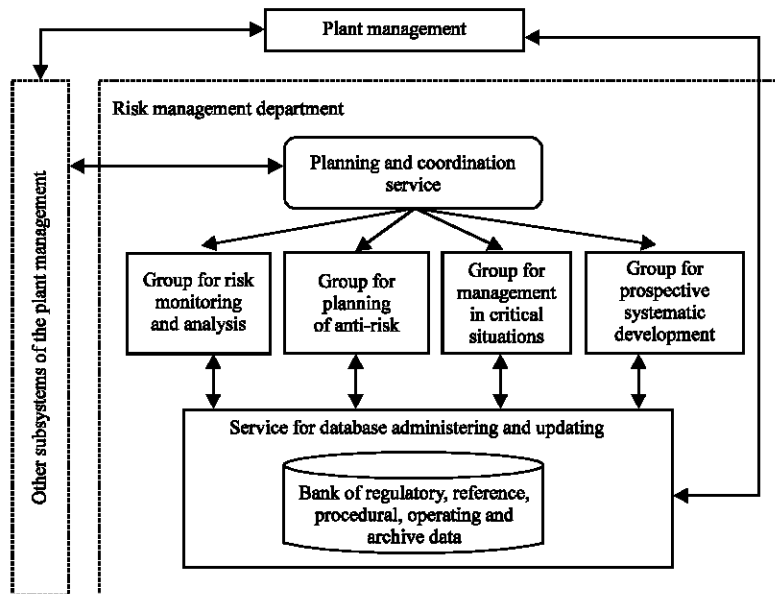 Plant management
Risk management department
Other subsystems of the plant management
Planning and coordination
service
Group for risk
monitoring
and analysis
Group for
planning
of anti-risk
Group for
management
in critical
situations
Group for
prospective
systematic
development
Service for database administering and updating
Bank of regulatory, reference,
procedural, operating and
archive data